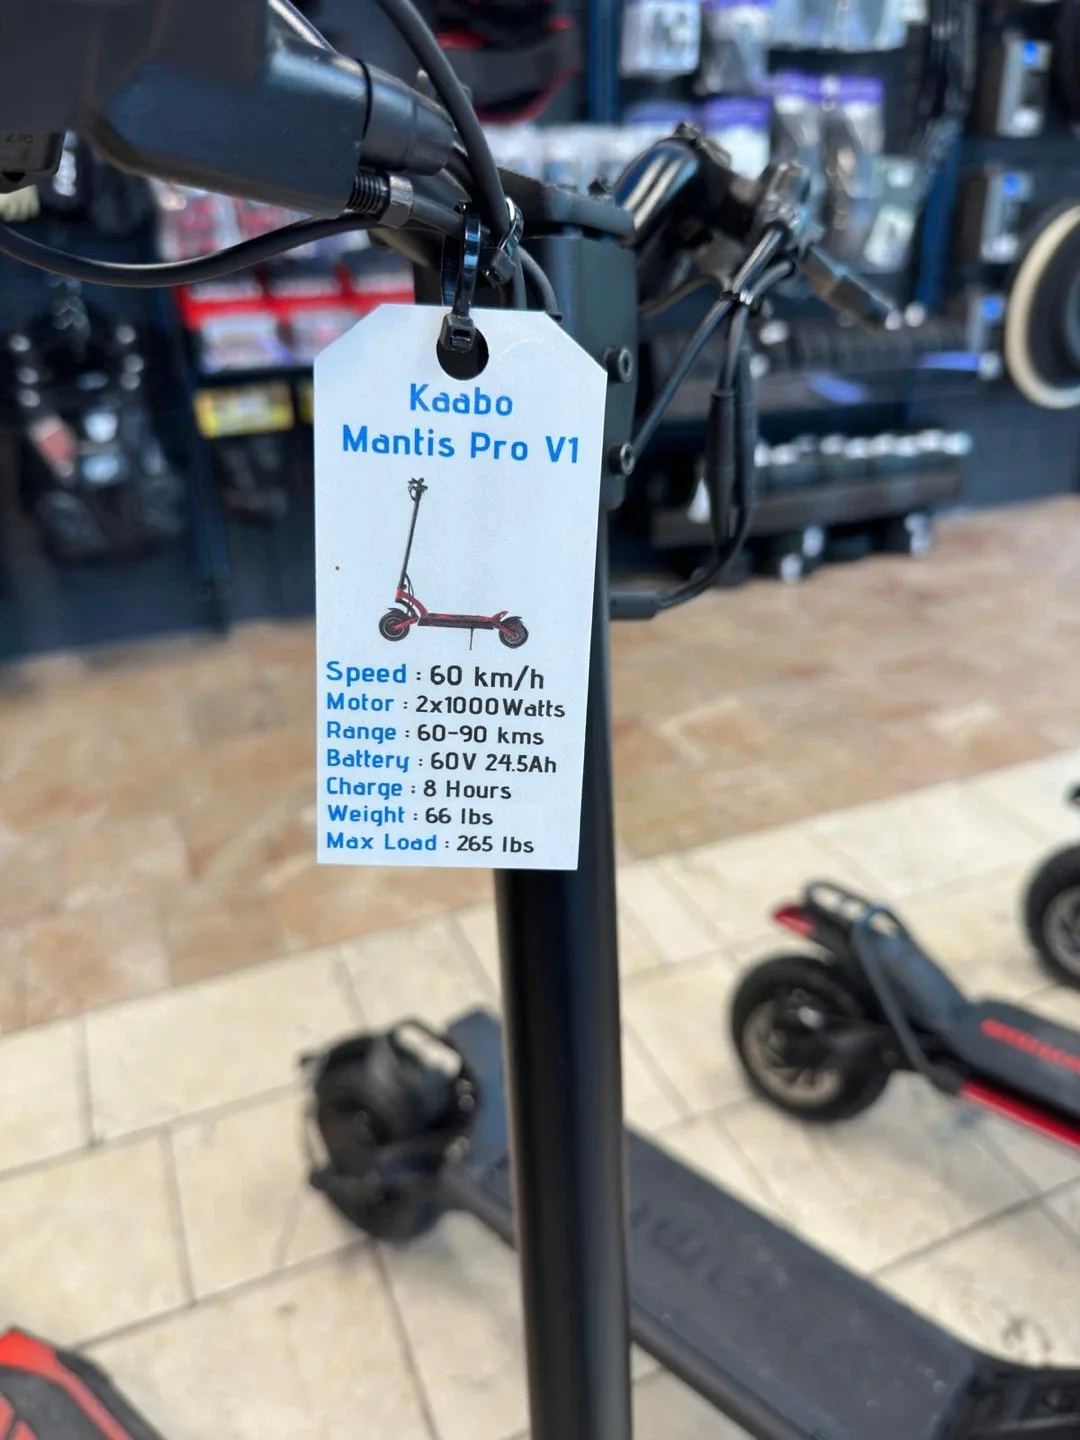 Kaabo
Mantis Pro V1
Speed : 60 km/h
Motor : 2x1000Watts
Range : 60-90 kms
Battery : 60V 24.5Ah
Charge : 8 Hours
Weight : 66 lbs
Max Load : 265 lbs